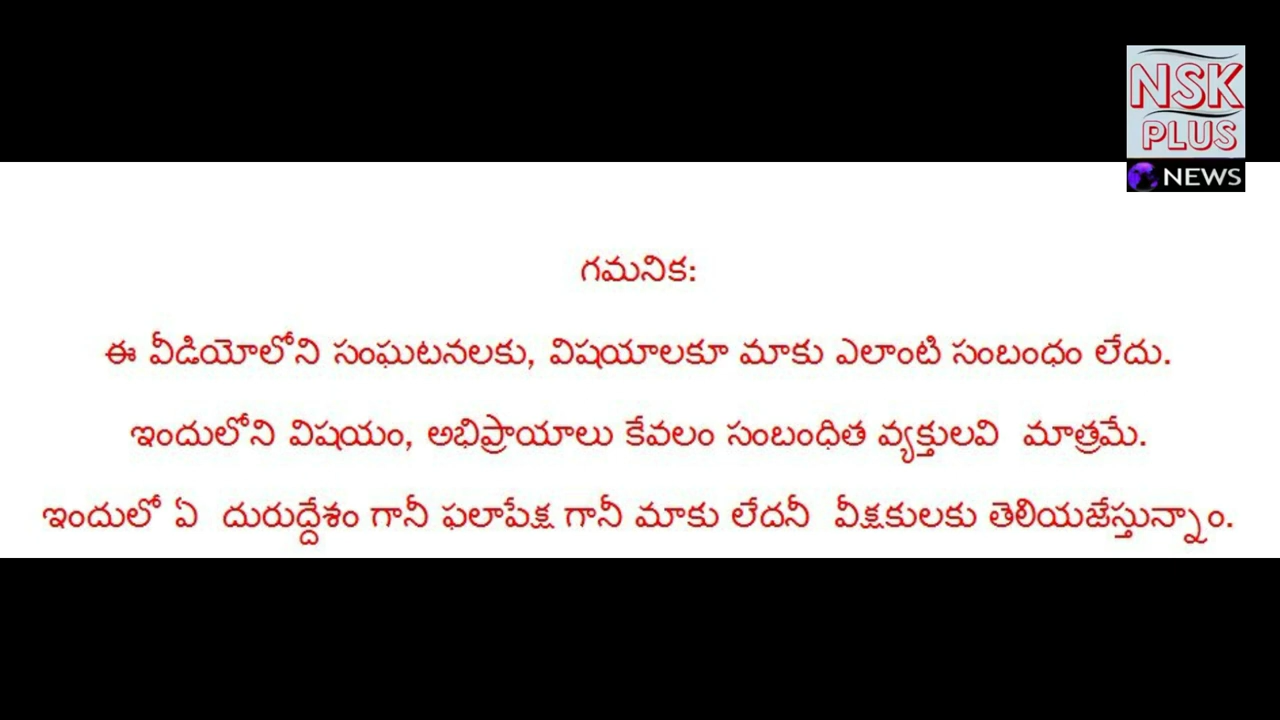 NSK
PLUS
NEWS
గమనిక:
ఈ వీడియోలోని సంఘటనలకు, విషయాలకూ మాకు ఎలాంటి సంబంధం లేదు.
ఇందులోని విషయం, అభిప్రాయాలు కేవలం సంబంధిత వ్యక్తులవి మాత్రమే.
ఇందులో ఏ దురుద్దేశం గానీ ఫలాపేక్ష గానీ మాకు లేదనీ వీక్షకులకు తెలియజేస్తున్నాం.